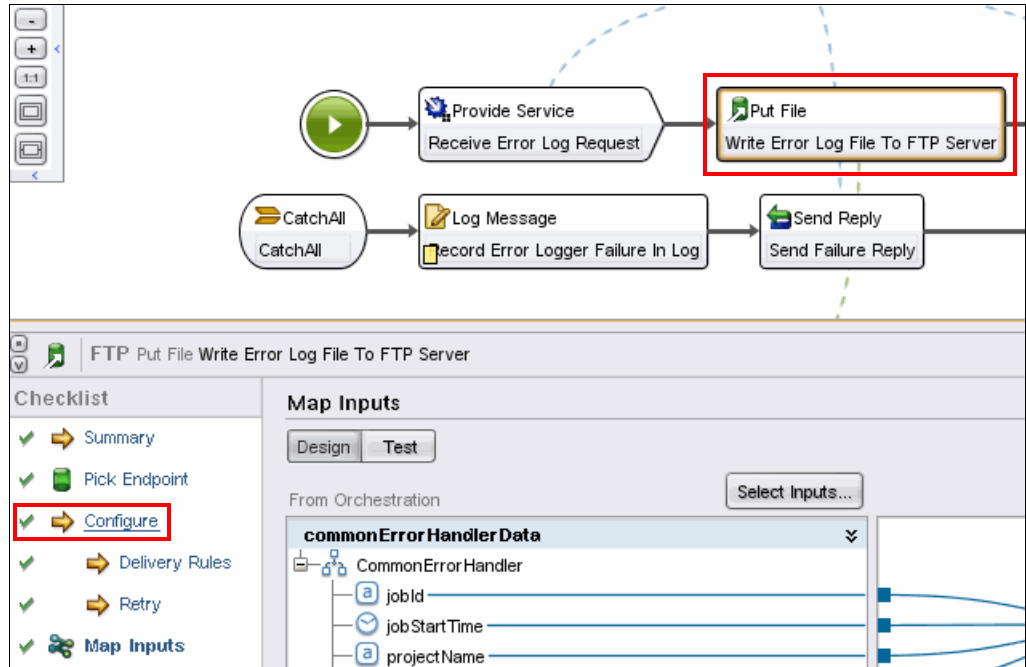 -
+
1:1
Provide Service
Receive Error Log Request
Put File
Write Error Log File To FTP Server
CatchAll
CatchAll
Log Message
Record Error Logger Failure In Log
Send Reply
Send Failure Reply
FTP Put File Write Error Log File To FTP Server
Checklist
Summary
Pick Endpoint
Configure
Delivery Rules
Retry
Map Inputs
Map Inputs
Design Test
From Orchestration
Select Inputs...
commonErrorHandlerData
CommonErrorHandler
a jobId
jobStartTime
a projectName